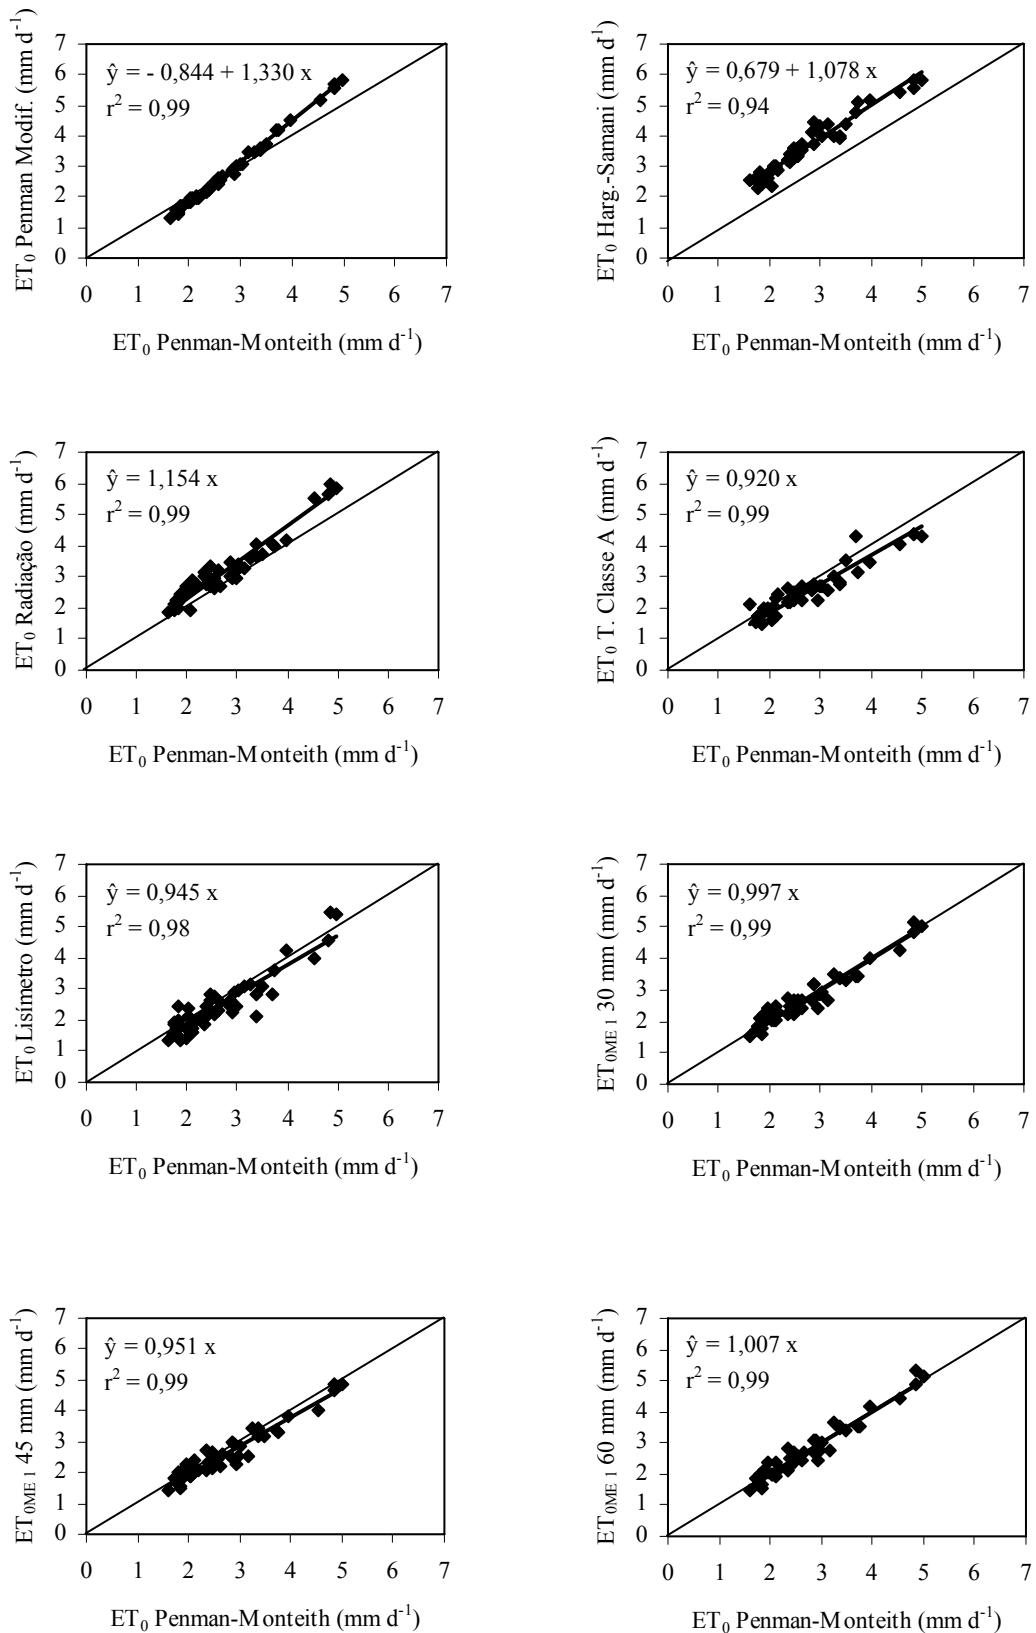 ET0 Penman Modif. (mm d-1)
7
6
5
4
3
2
1
0
ŷ = - 0,844 + 1,330 x
r2 = 0,99
0 1 2 3 4 5 6 7
ET0 Penman-Monteith (mm d-1)
ET0 Harg.-Samani (mm d-1)
7
6
5
4
3
2
1
0
ŷ = 0,679 + 1,078 x
r2 = 0,94
0 1 2 3 4 5 6 7
ET0 Penman-Monteith (mm d-1)
ET0 Radiação (mm d-1)
7
6
5
4
3
2
1
0
ŷ = 1,154 x
r2 = 0,99
0 1 2 3 4 5 6 7
ET0 Penman-Monteith (mm d-1)
ET0 T. Classe A (mm d-1)
7
6
5
4
3
2
1
0
ŷ = 0,920 x
r2 = 0,99
0 1 2 3 4 5 6 7
ET0 Penman-Monteith (mm d-1)
ET0 Lisímetro (mm d-1)
7
6
5
4
3
2
1
0
ŷ = 0,945 x
r2 = 0,98
0 1 2 3 4 5 6 7
ET0 Penman-Monteith (mm d-1)
ET0ME 1 30 mm (mm d-1)
7
6
5
4
3
2
1
0
ŷ = 0,997 x
r2 = 0,99
0 1 2 3 4 5 6 7
ET0 Penman-Monteith (mm d-1)
ET0ME 1 45 mm (mm d-1)
7
6
5
4
3
2
1
0
ŷ = 0,951 x
r2 = 0,99
0 1 2 3 4 5 6 7
ET0 Penman-Monteith (mm d-1)
ET0ME 1 60 mm (mm d-1)
7
6
5
4
3
2
1
0
ŷ = 1,007 x
r2 = 0,99
0 1 2 3 4 5 6 7
ET0 Penman-Monteith (mm d-1)